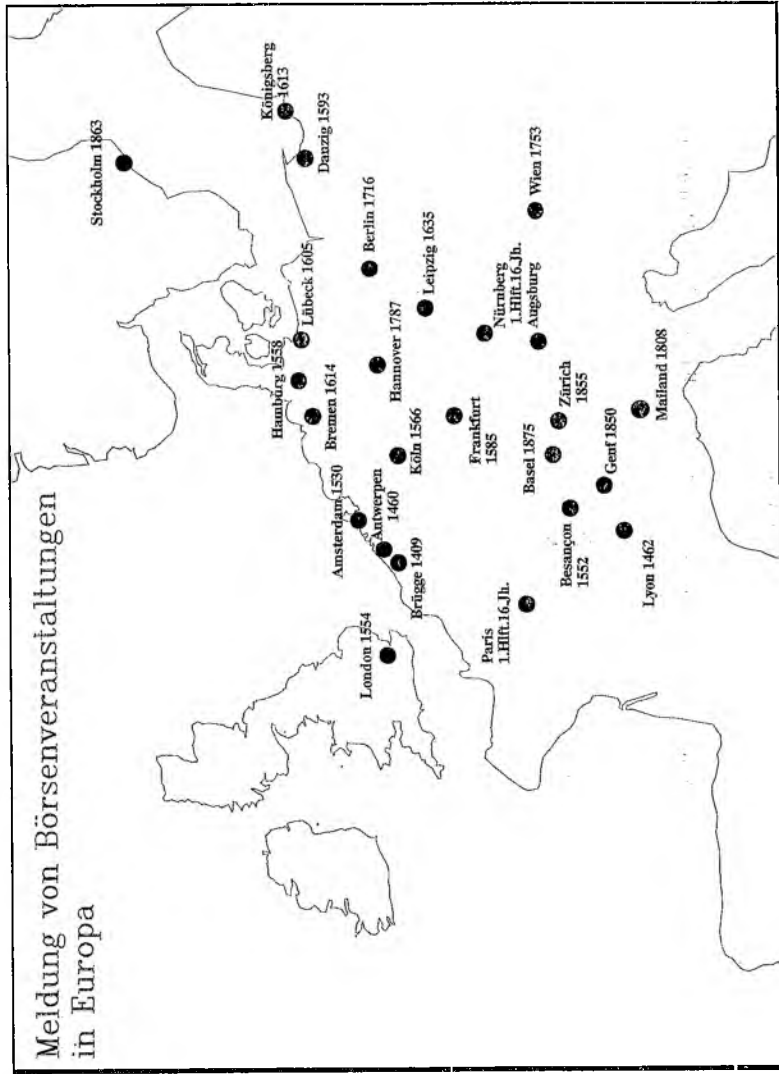 Meldung von Börsenveranstaltungen
in Europa
Stockholm 1863
Königsberg
1613
Danzig 1593
Lübeck 1605
Hamburg 1558
Bremen 1614
Berlin 1716
Hannover 1787
Leipzig 1635
Amsterdam 1530
Antwerpen
1460
Brügge 1409
Köln 1566
London 1554
Frankfurt
1585
Nürnberg
1.Hlft.16.Jh.
Augsburg
Wien 1753
Paris
1.Hlft.16.Jh.
Basel 1875
Zürich
1855
Besançon
1552
Genf 1850
Lyon 1462
Mailand 1808